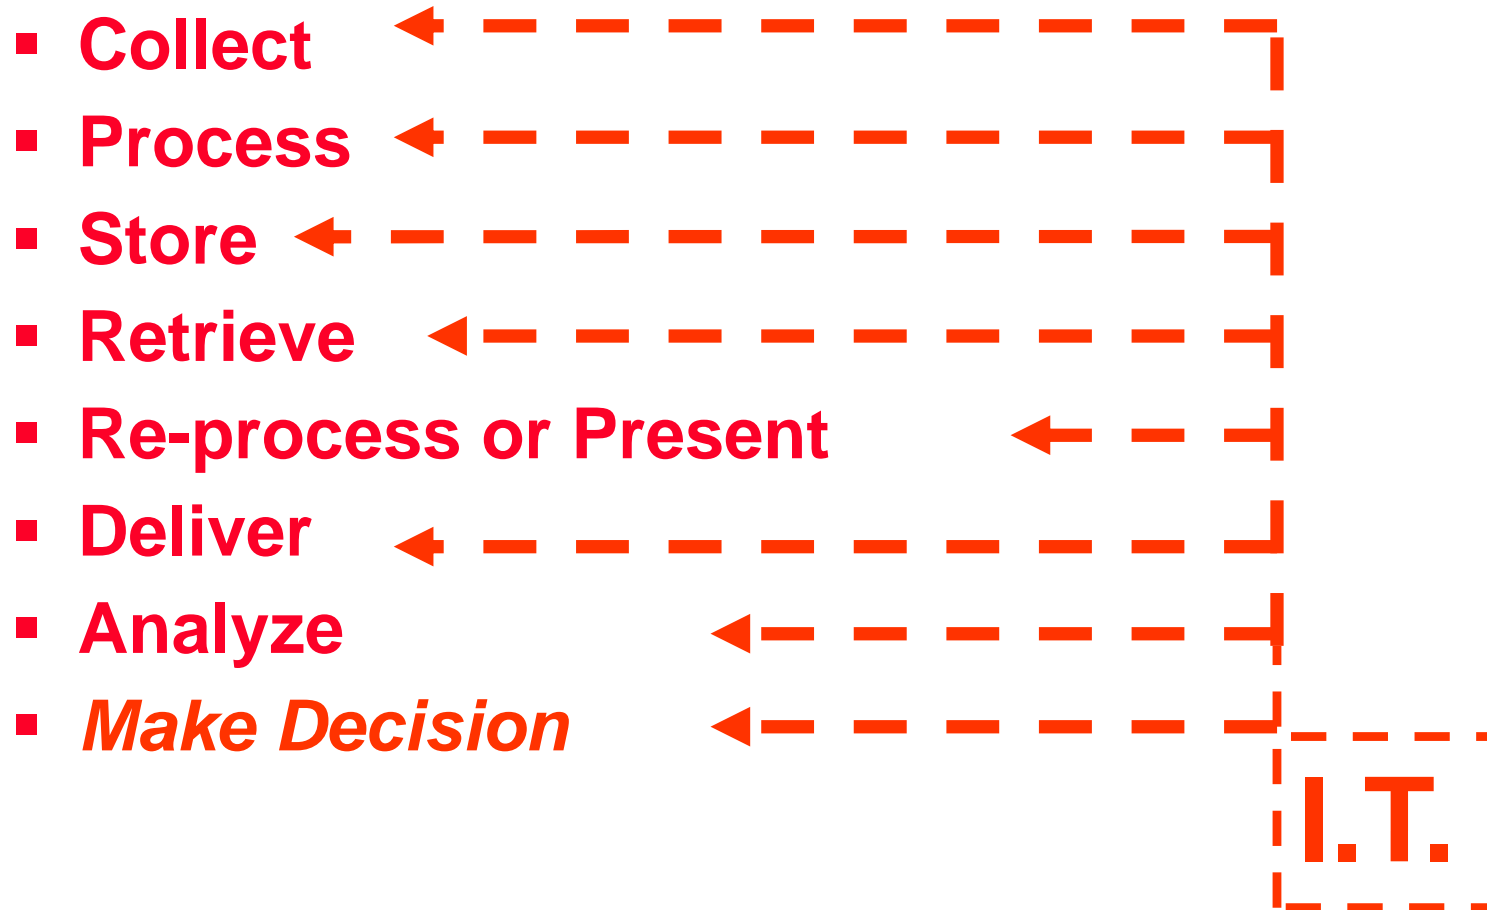 Collect
Process
Store
Retrieve
Re-process or Present
Deliver
Analyze
Make Decision
I.T.